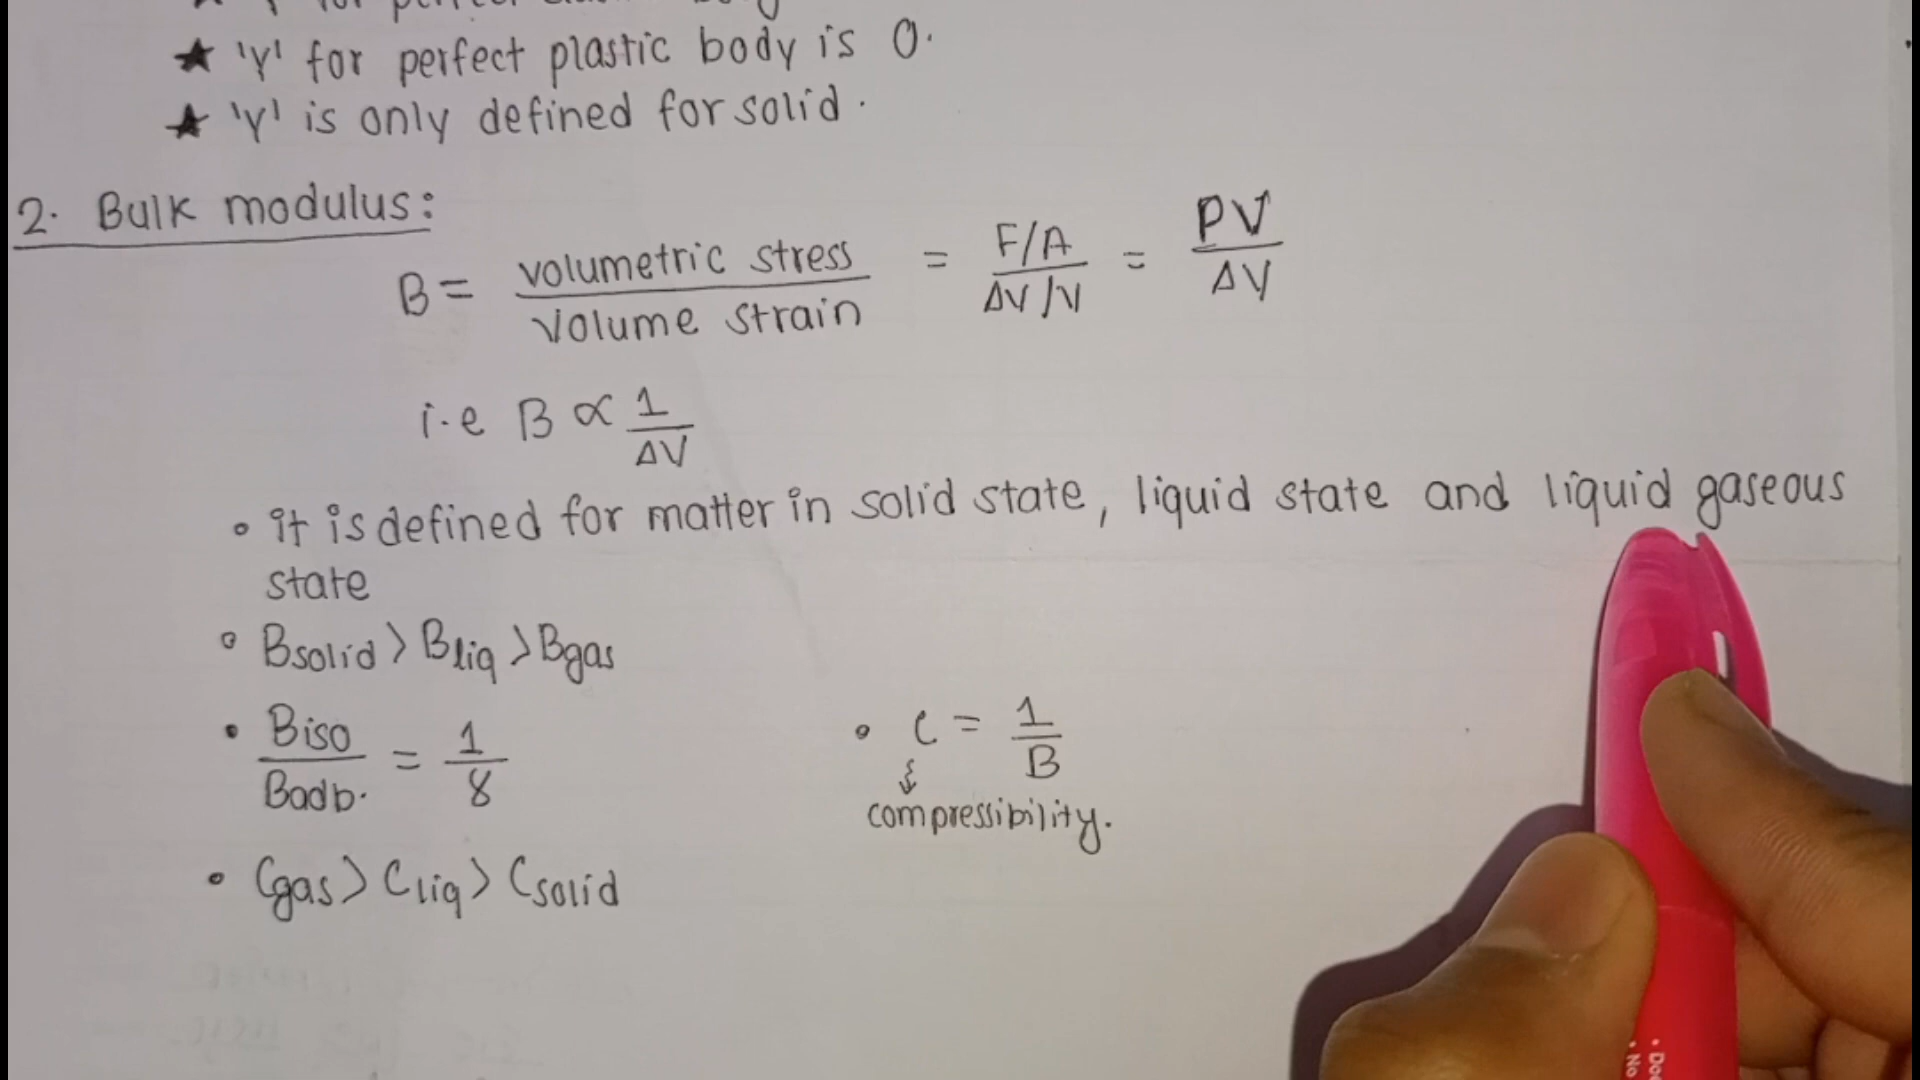 ★ 'Y' for perfect plastic body is 0.
★ 'Y' is only defined for solid.
2. Bulk modulus:
B = volumetric stress / Volume strain = F/A / ΔV/V = PV / ΔV
i.e B ∝ 1 / ΔV
• it is defined for matter in solid state, liquid state and liquid gaseous
state
• Bsolid > Bliq > Bgas
• Biso / Badb. = 1 / 8
• C = 1 / B
compressibility.
• Cgas > Cliq > Csolid